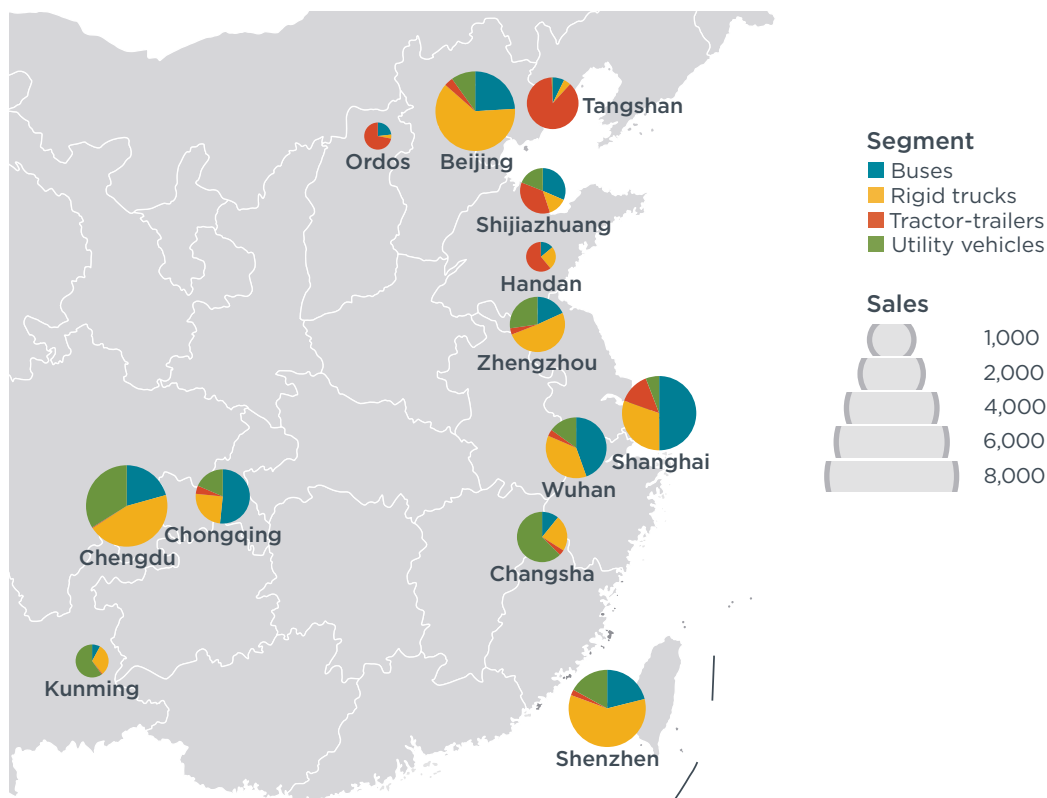 Tangshan
Ordos
Beijing
Shijiazhuang
Handan
Zhengzhou
Shanghai
Wuhan
Chongqing
Chengdu
Changsha
Kunming
Shenzhen
Segment
Buses
Rigid trucks
Tractor-trailers
Utility vehicles
Sales
1,000
2,000
4,000
6,000
8,000